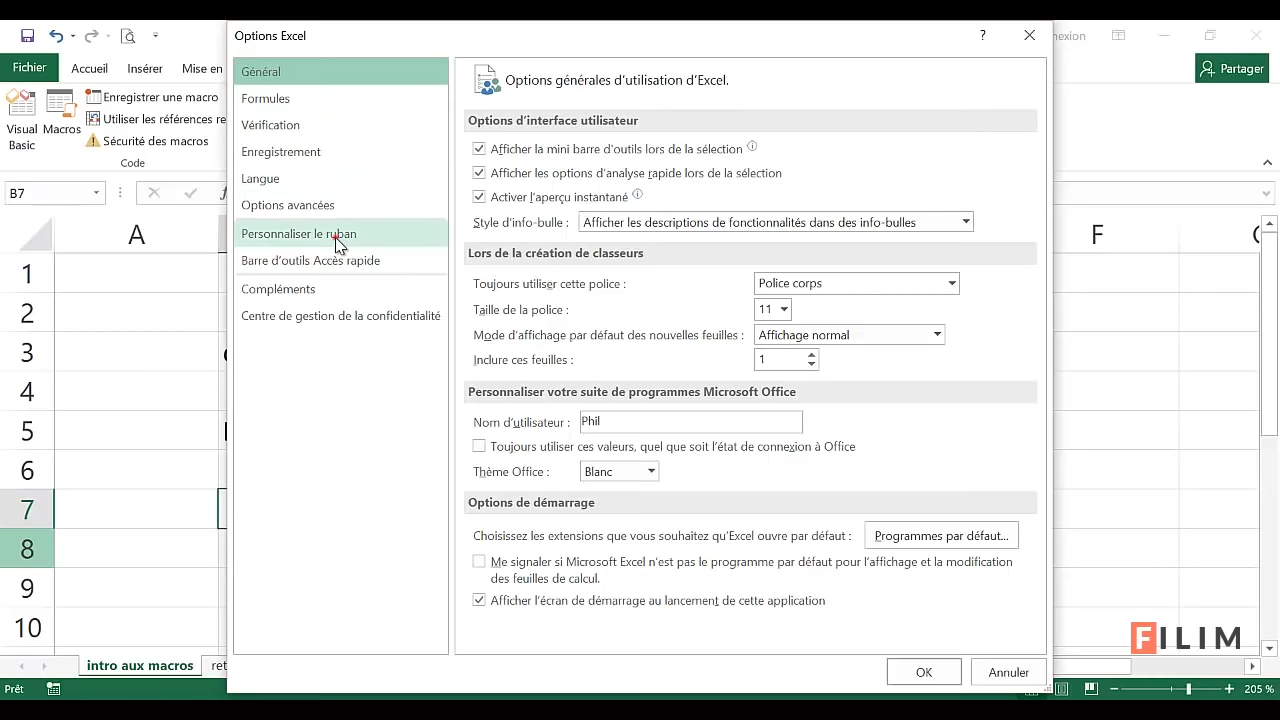 Options Excel
?
nnexion
Fichier
Accueil
Insérer
Mise en
Partager
Visual Basic
Macros
Enregistrer une macro
Utiliser les références re
Sécurité des macros
Code
B7
A
F
1
2
3
4
5
6
7
8
9
10
Général
Formules
Vérification
Enregistrement
Langue
Options avancées
Personnaliser le ruban
Barre d'outils Accès rapide
Compléments
Centre de gestion de la confidentialité
Options générales d'utilisation d'Excel.
Options d'interface utilisateur
Afficher la mini barre d'outils lors de la sélection
Afficher les options d'analyse rapide lors de la sélection
Activer l'aperçu instantané
Style d'info-bulle : Afficher les descriptions de fonctionnalités dans des info-bulles
Lors de la création de classeurs
Toujours utiliser cette police : Police corps
Taille de la police : 11
Mode d'affichage par défaut des nouvelles feuilles : Affichage normal
Inclure ces feuilles : 1
Personnaliser votre suite de programmes Microsoft Office
Nom d'utilisateur : Phil
Toujours utiliser ces valeurs, quel que soit l'état de connexion à Office
Thème Office : Blanc
Options de démarrage
Choisissez les extensions que vous souhaitez qu'Excel ouvre par défaut : Programmes par défaut...
Me signaler si Microsoft Excel n'est pas le programme par défaut pour l'affichage et la modification
des feuilles de calcul.
Afficher l'écran de démarrage au lancement de cette application
OK
Annuler
FILIM
intro aux macros
ret
Prêt
205 %